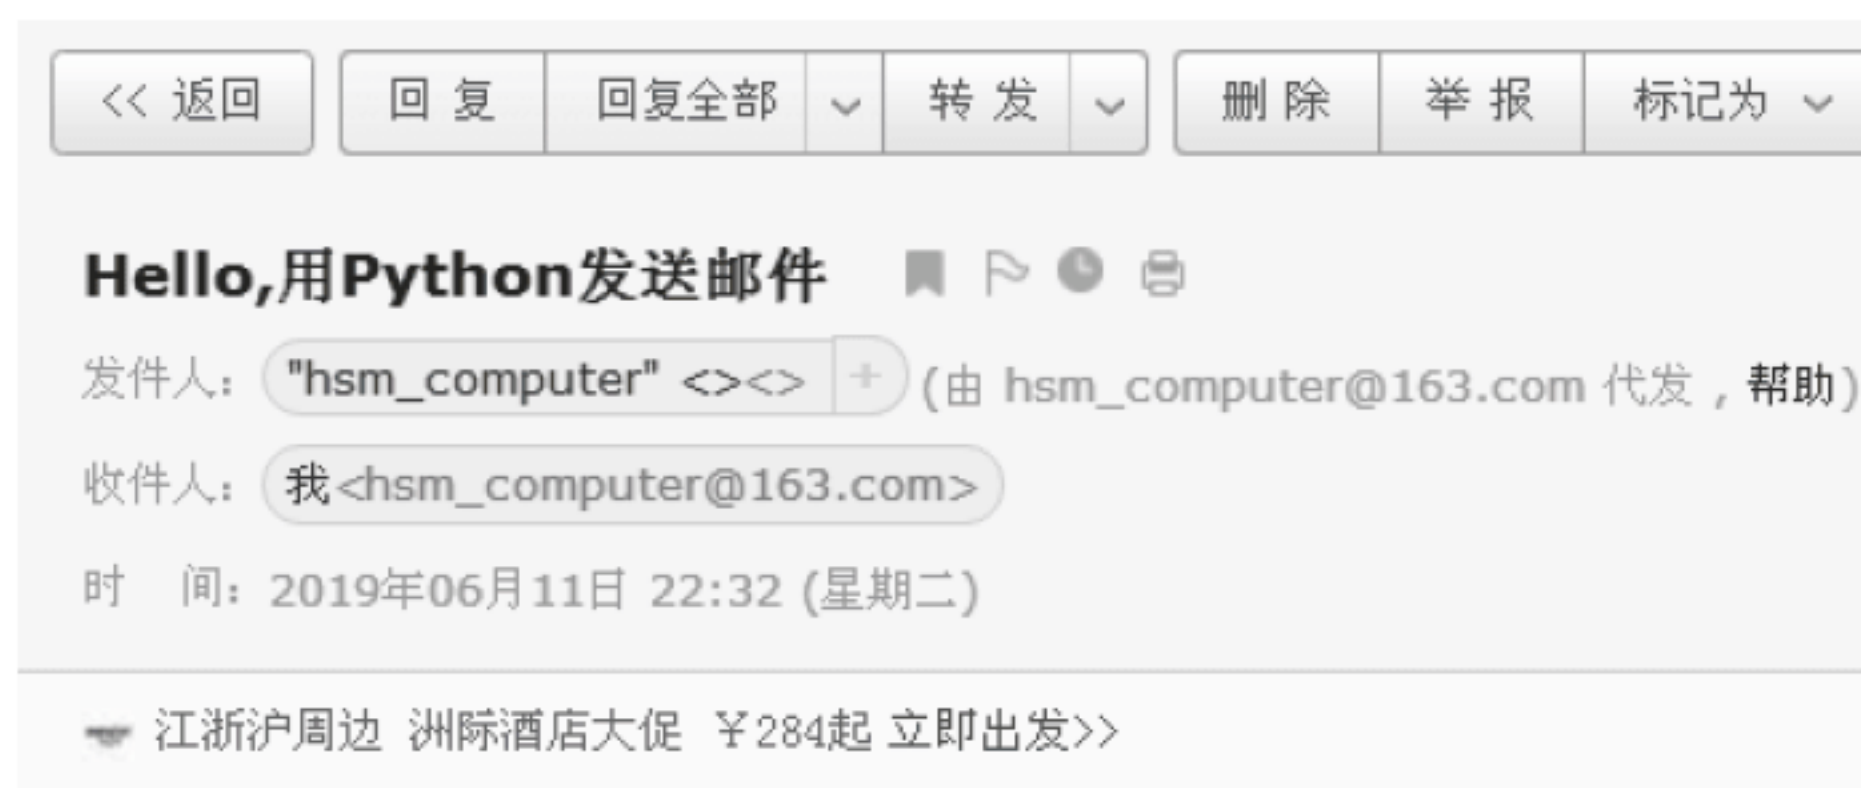 << 返回 回 复 回复全部 转 发 删 除 举 报 标记为
Hello,用Python发送邮件
发件人： "hsm_computer" <><> + (由 hsm_computer@163.com 代发 , 帮助)
收件人： 我<hsm_computer@163.com>
时 间： 2019年06月11日 22:32 (星期二)
江浙沪周边 洲际酒店大促 ￥284起 立即出发>>